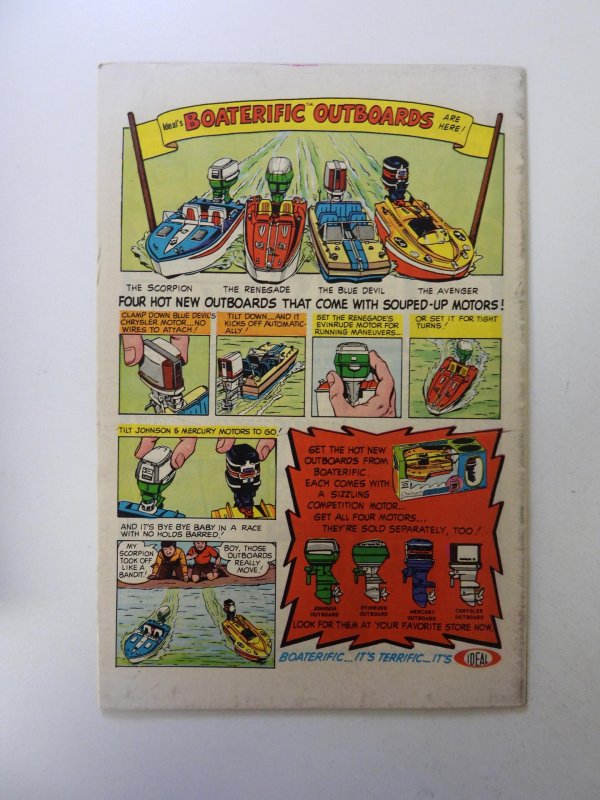 Ideal's BOATERIFIC™ OUTBOARDS ARE HERE!
THE SCORPION THE RENEGADE THE BLUE DEVIL THE AVENGER
FOUR HOT NEW OUTBOARDS THAT COME WITH SOUPED-UP MOTORS!
CLAMP DOWN BLUE DEVIL'S
CHRYSLER MOTOR...NO
WIRES TO ATTACH!
TILT DOWN...AND IT
KICKS OFF AUTOMATIC-
ALLY!
SET THE RENEGADE'S
EVINRUDE MOTOR FOR
RUNNING MANEUVERS...
OR SET IT FOR TIGHT
TURNS!
TILT JOHNSON & MERCURY MOTORS TO GO!
AND IT'S BYE BYE BABY IN A RACE
WITH NO HOLDS BARRED!
MY
SCORPION
TOOK OFF
LIKE A
BANDIT!
BOY, THOSE
OUTBOARDS
REALLY
MOVE!
GET THE HOT NEW
OUTBOARDS FROM
BOATERIFIC.
EACH COMES WITH
A SIZZLING
COMPETITION MOTOR...
GET ALL FOUR MOTORS...
THEY'RE SOLD SEPARATELY, TOO!
JOHNSON
OUTBOARD
EVINRUDE
OUTBOARD
MERCURY
OUTBOARD
CHRYSLER
OUTBOARD
LOOK FOR THEM AT YOUR FAVORITE STORE NOW.
BOATERIFIC...IT'S TERRIFIC...IT'S IDEAL